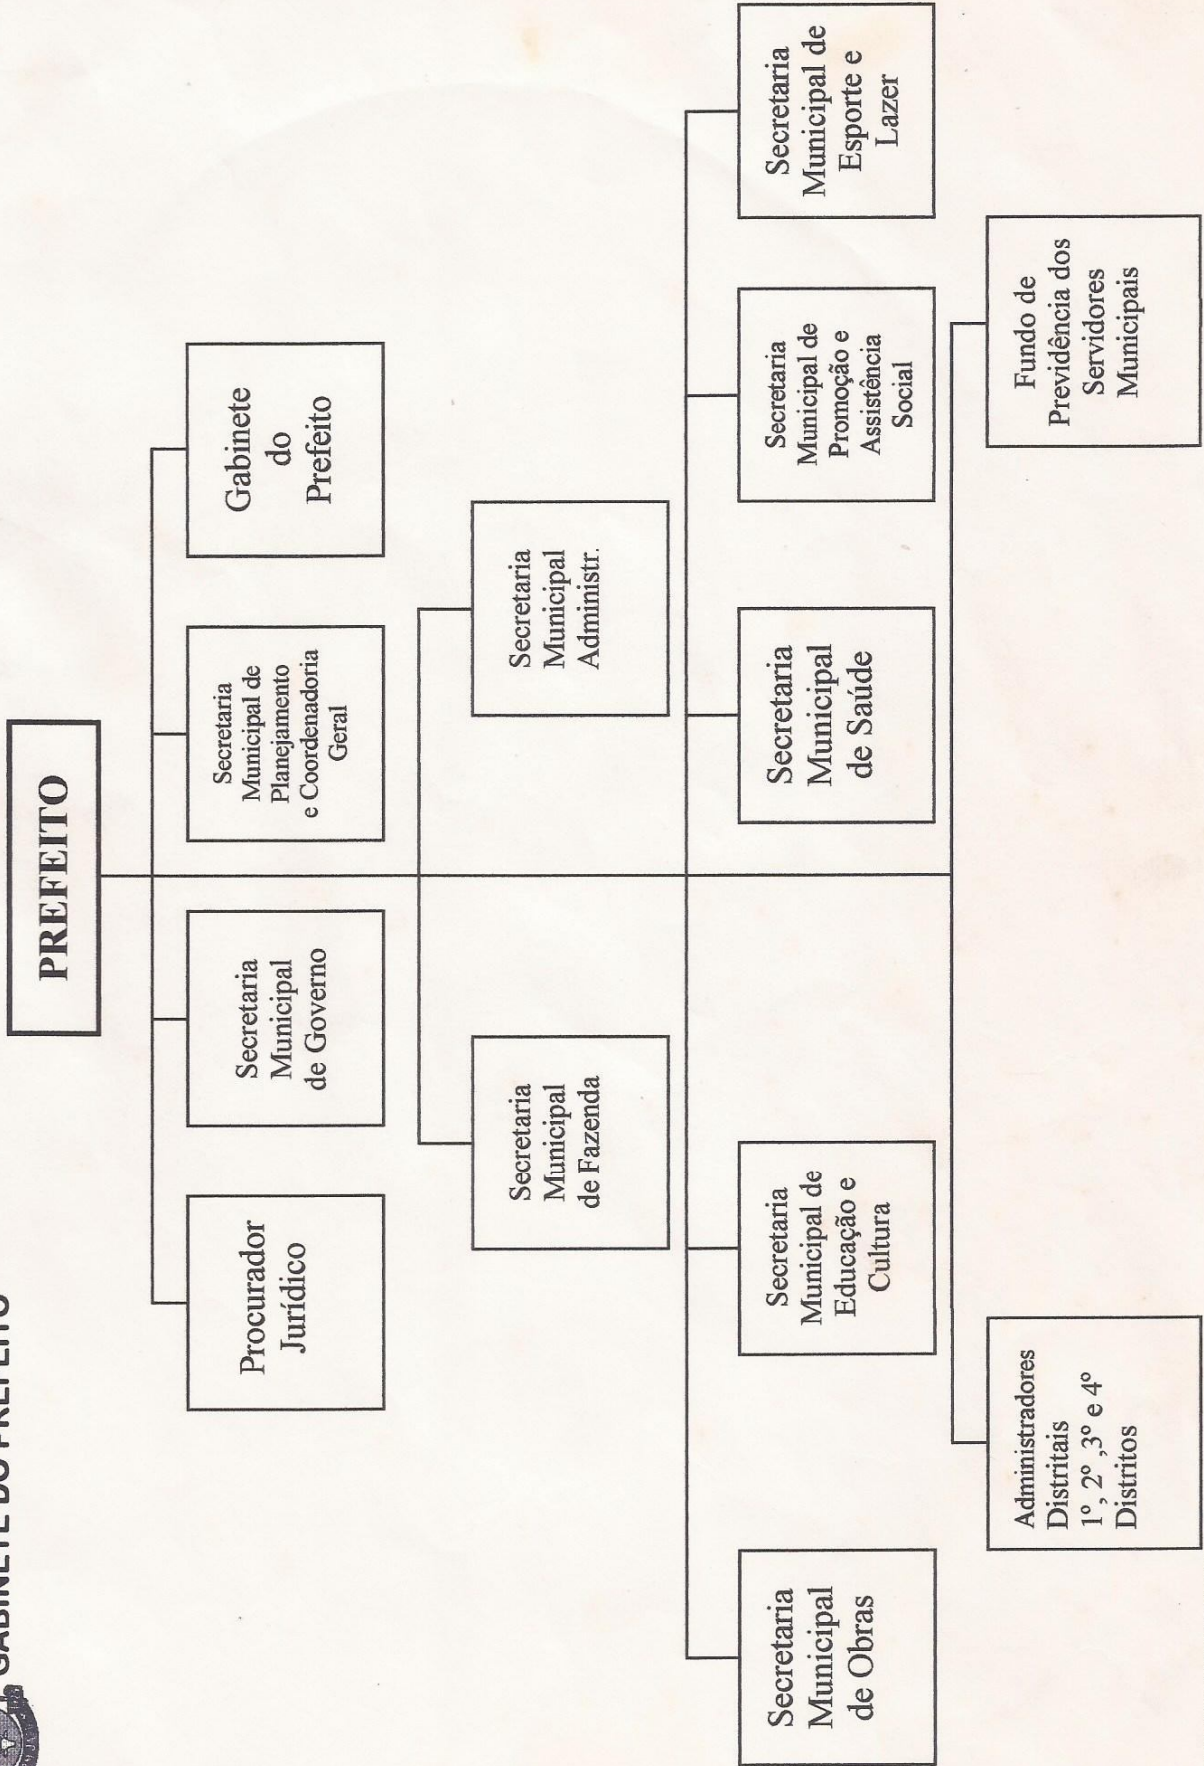 GABINETE DO PREFEITO
PREFEITO
Procurador
Jurídico
Secretaria
Municipal
de Governo
Secretaria
Municipal de
Planejamento
e Coordenadoria
Geral
Gabinete
do
Prefeito
Secretaria
Municipal
de Fazenda
Secretaria
Municipal
Administr.
Secretaria
Municipal
de Obras
Secretaria
Municipal de
Educação e
Cultura
Secretaria
Municipal
de Saúde
Secretaria
Municipal de
Promoção e
Assistência
Social
Secretaria
Municipal de
Esporte e
Lazer
Administradores
Distritais
1º, 2º ,3º e 4º
Distritos
Fundo de
Previdência dos
Servidores
Municipais